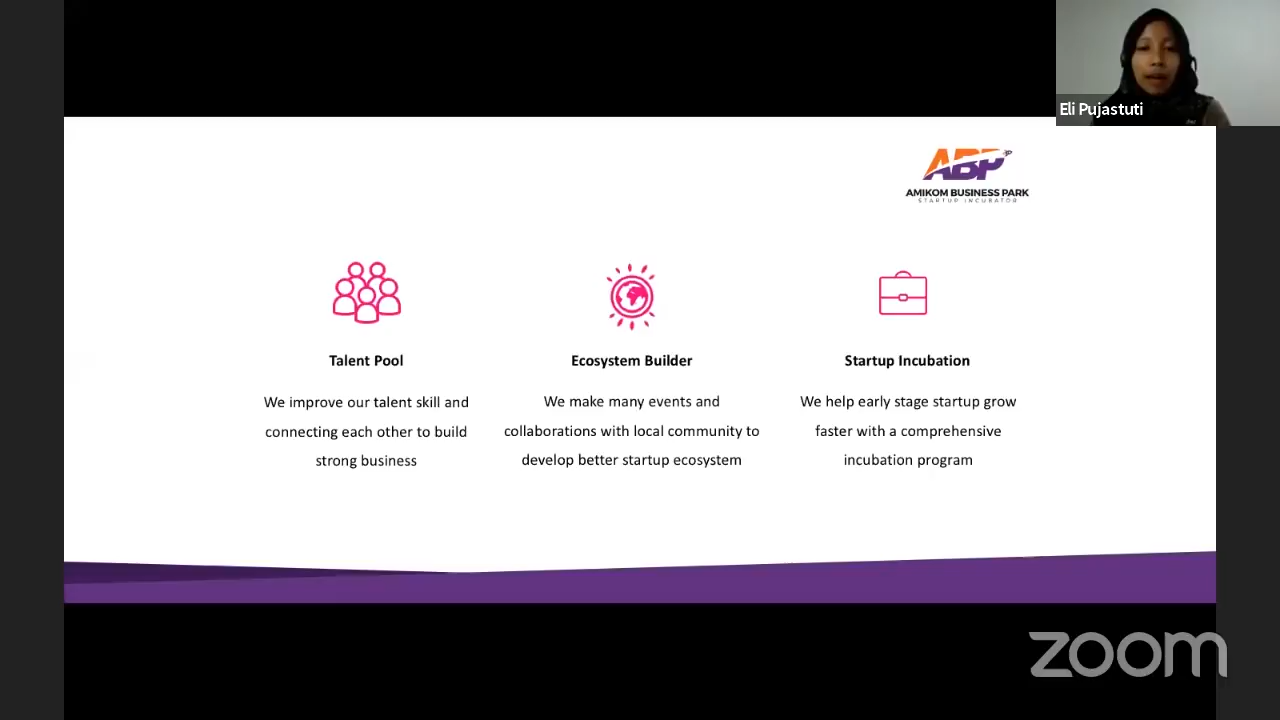 Eli Pujastuti
ABP
AMIKOM BUSINESS PARK
STARTUP INCUBATOR
Talent Pool
We improve our talent skill and
connecting each other to build
strong business
Ecosystem Builder
We make many events and
collaborations with local community to
develop better startup ecosystem
Startup Incubation
We help early stage startup grow
faster with a comprehensive
incubation program
zoom